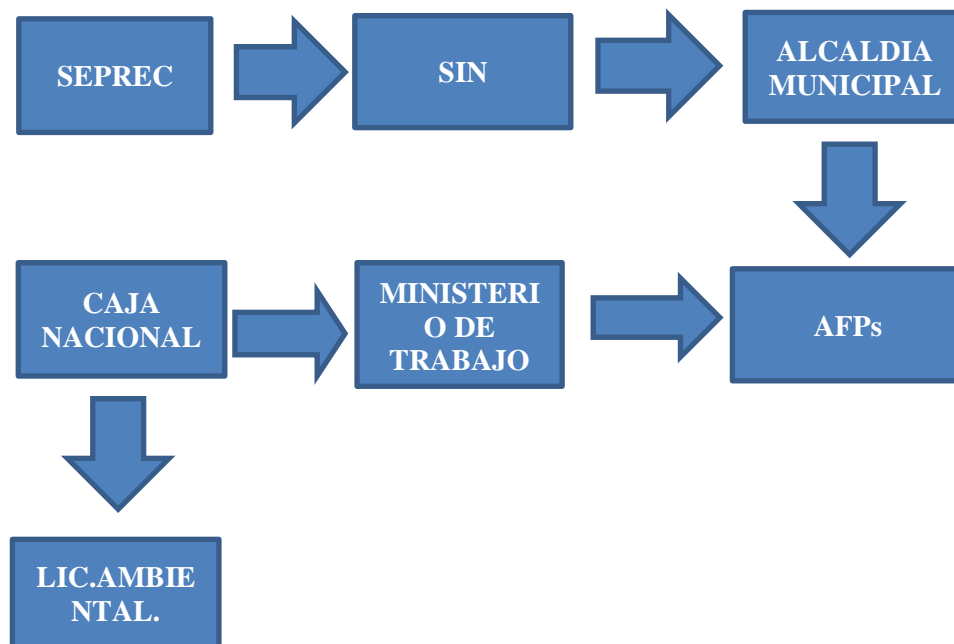 SEPREC
SIN
ALCALDIA
MUNICIPAL
CAJA
NACIONAL
MINISTERI
O DE
TRABAJO
AFPs
LIC.AMBIE
NTAL.